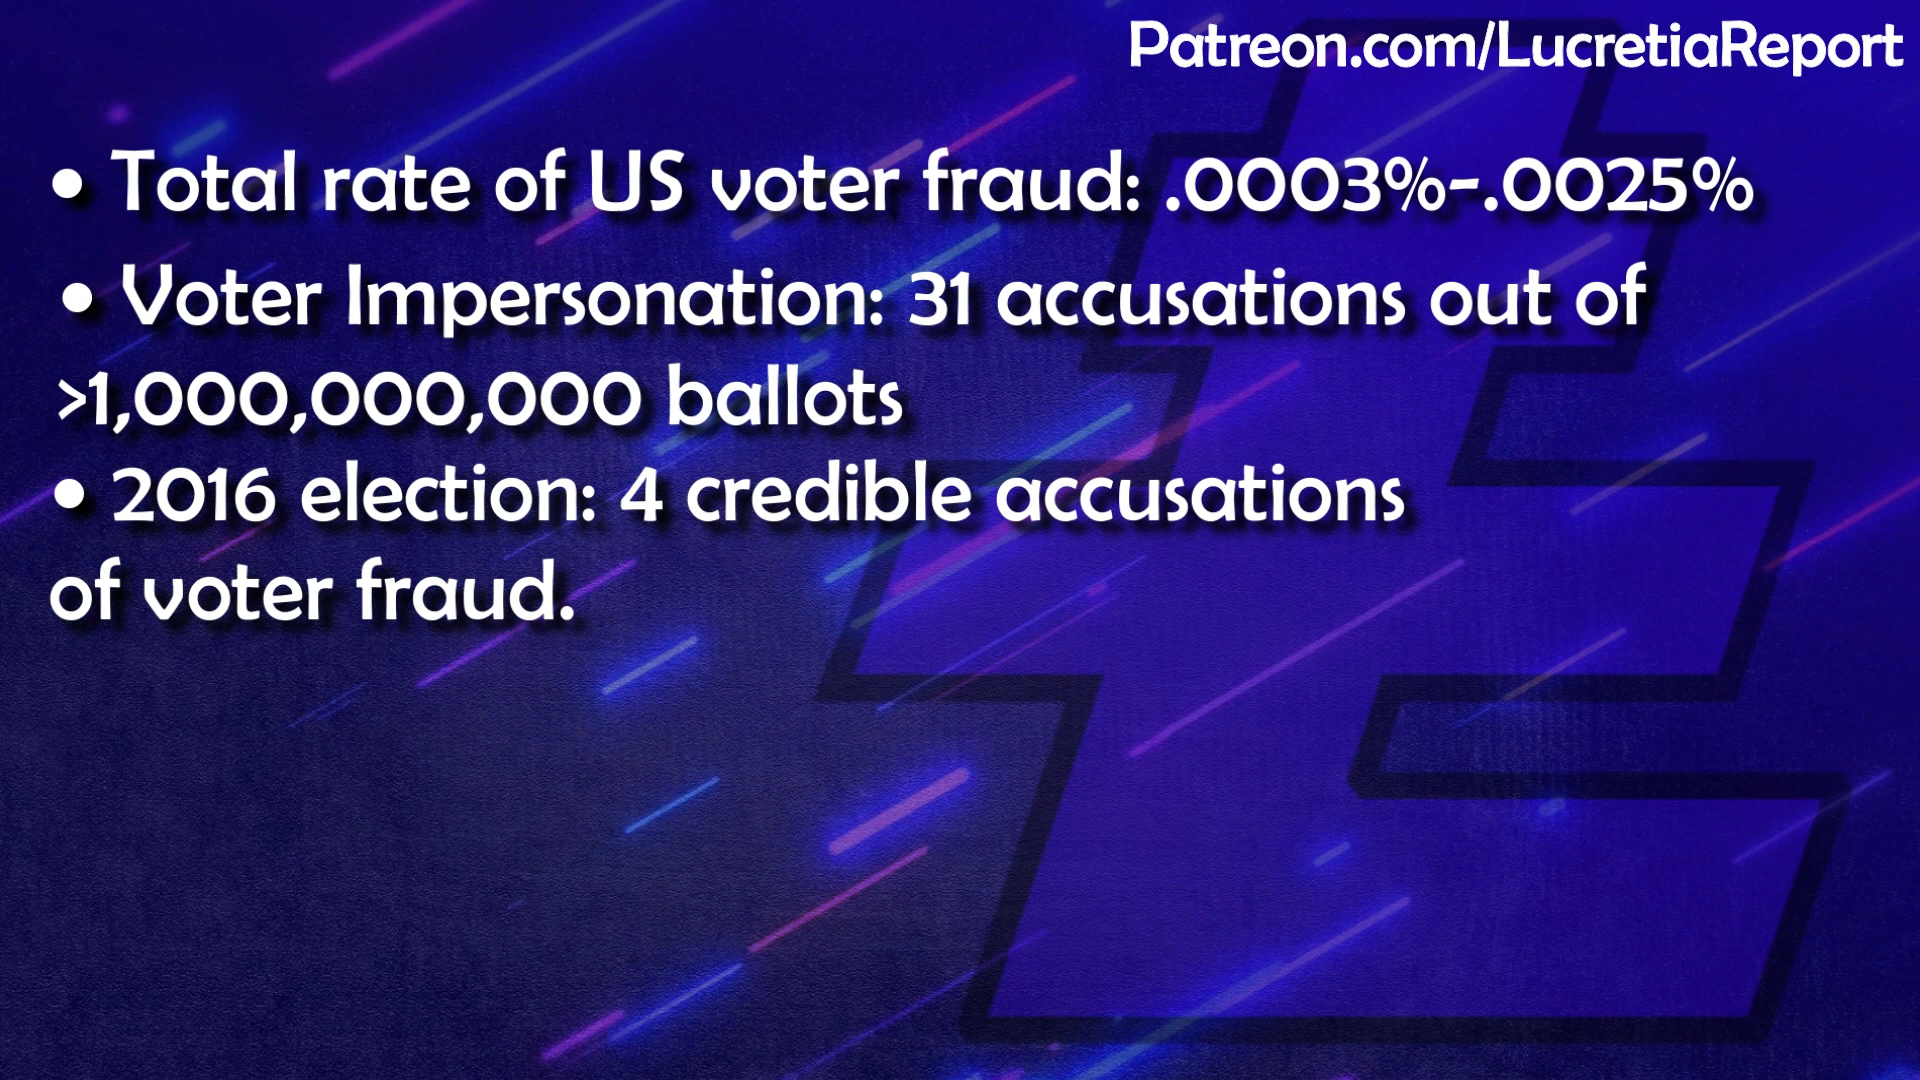 Patreon.com/LucretiaReport
• Total rate of US voter fraud: .0003%-.0025%
• Voter Impersonation: 31 accusations out of
>1,000,000,000 ballots
• 2016 election: 4 credible accusations
of voter fraud.